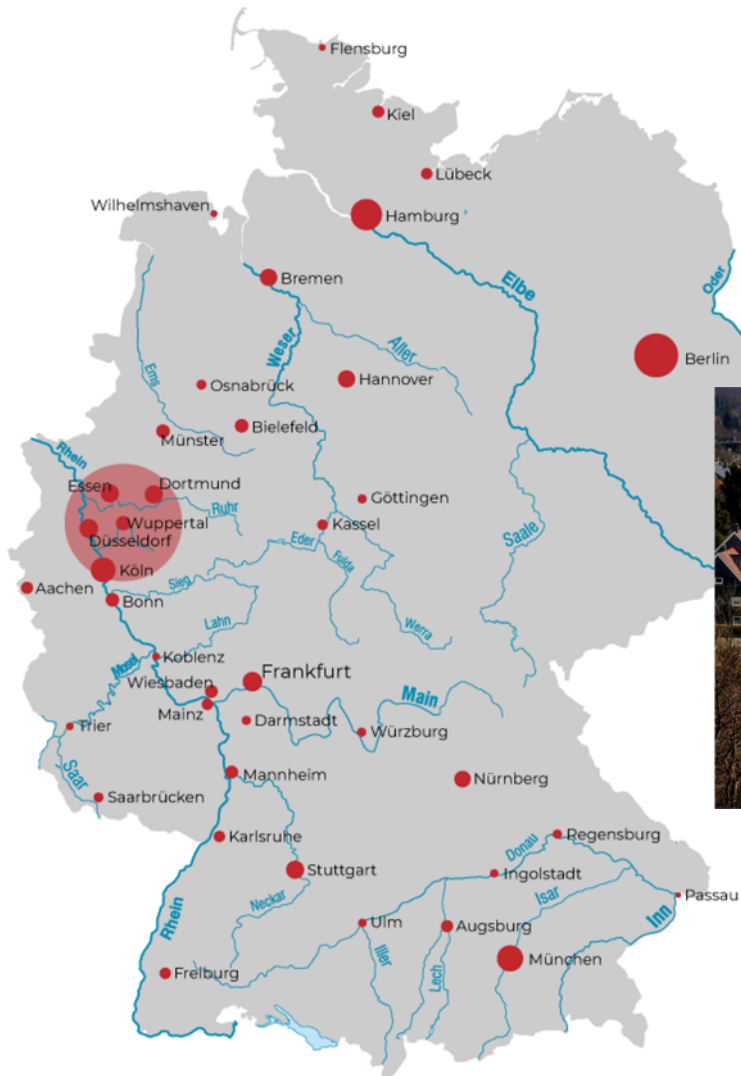 Flensburg
Kiel
Lübeck
Wilhelmshaven
Hamburg
Bremen
Elbe
Oder
Weser
Aller
Berlin
Ems
Osnabrück
Hannover
Bielefeld
Münster
Rhein
Essen
Dortmund
Ruhr
Göttingen
Wuppertal
Düsseldorf
Kassel
Saale
Eder
Fulda
Köln
Sieg
Aachen
Bonn
Lahn
Werra
Koblenz
Mosel
Frankfurt
Wiesbaden
Main
Mainz
Darmstadt
Trier
Würzburg
Saar
Mannheim
Nürnberg
Saarbrücken
Karlsruhe
Regensburg
Donau
Stuttgart
Ingolstadt
Isar
Passau
Neckar
Rhein
Ulm
Augsburg
Inn
Iller
Lech
München
Freiburg